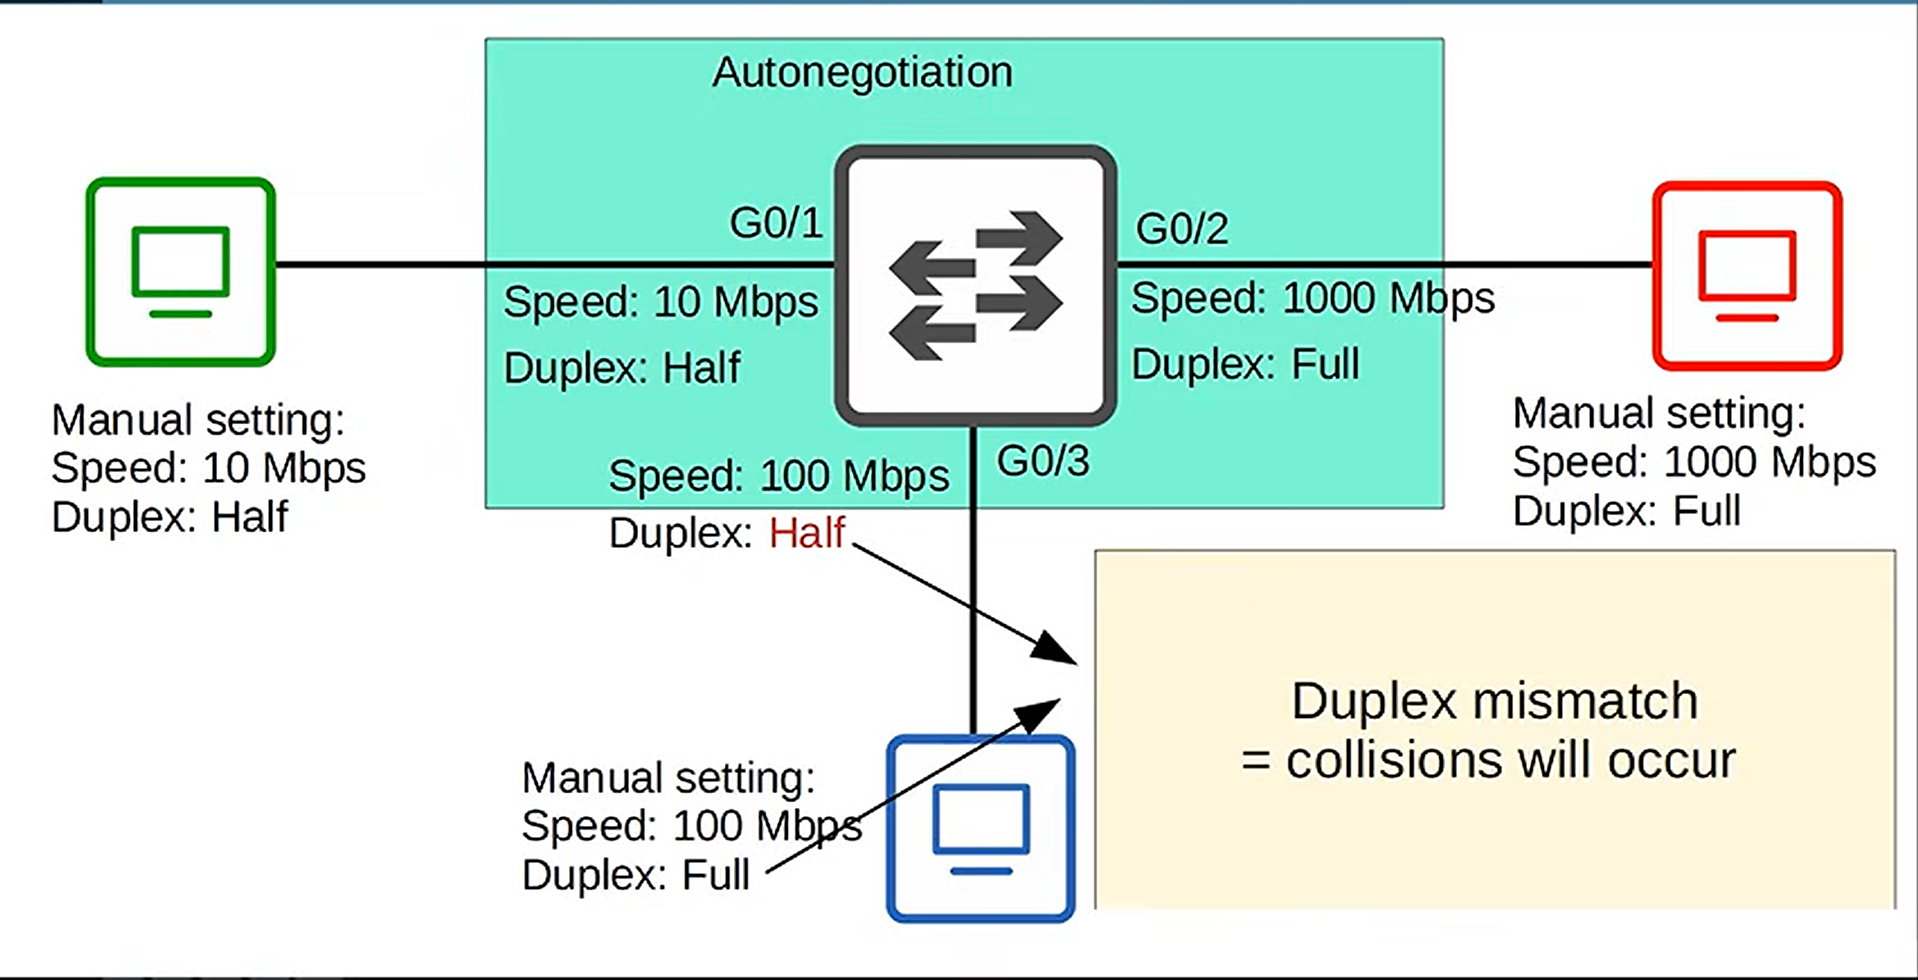 Autonegotiation
G0/1
G0/2
Speed: 10 Mbps
Duplex: Half
Speed: 1000 Mbps
Duplex: Full
Manual setting:
Speed: 10 Mbps
Duplex: Half
Manual setting:
Speed: 1000 Mbps
Duplex: Full
G0/3
Speed: 100 Mbps
Duplex: Half
Duplex mismatch
= collisions will occur
Manual setting:
Speed: 100 Mbps
Duplex: Full